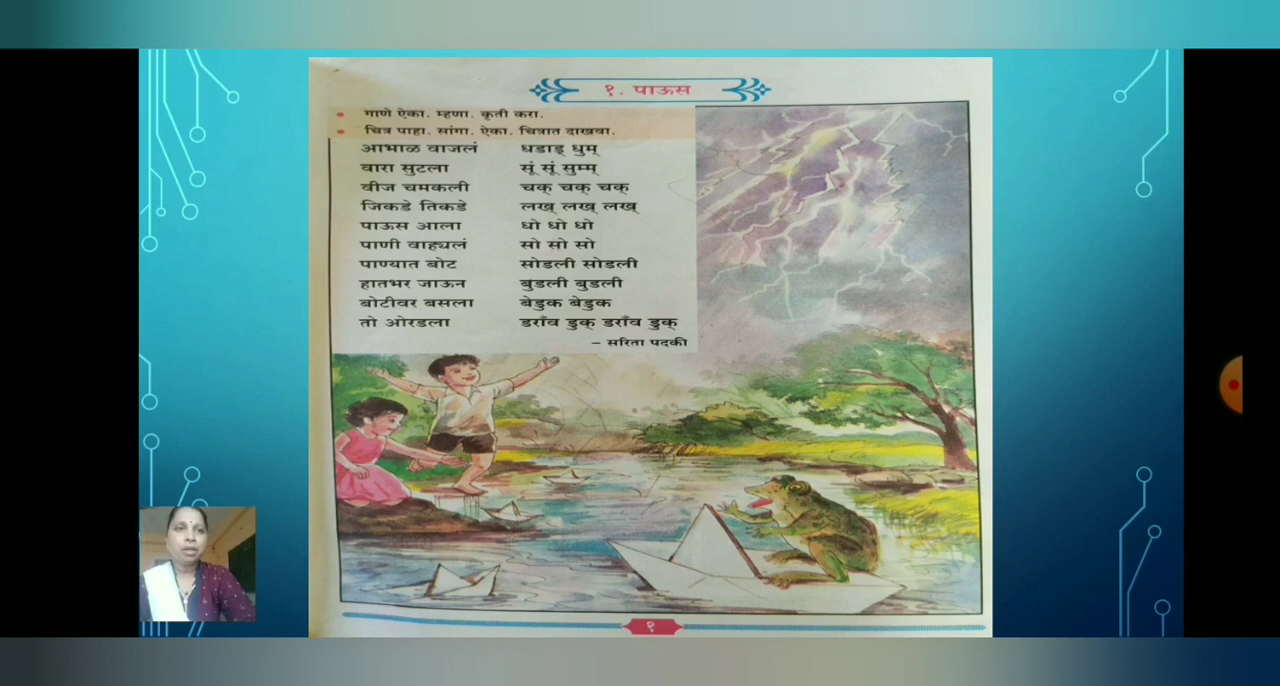 १. पाऊस
गाणे ऐका. म्हणा. कृती करा.
चित्र पाहा. सांगा. ऐका. चित्रात दाखवा.
आभाळ वाजलं धडाड् धुम्
वारा सुटला सूं सूं सुम्म्
वीज चमकली चक् चक् चक्
जिकडे तिकडे लख् लख् लख्
पाऊस आला धो धो धो
पाणी वाह्यलं सो सो सो
पाण्यात बोट सोडली सोडली
हातभर जाऊन बुडली बुडली
बोटीवर बसला बेडुक बेडुक
तो ओरडला डराँव डुक् डराँव डुक्
– सरिता पदकी
१